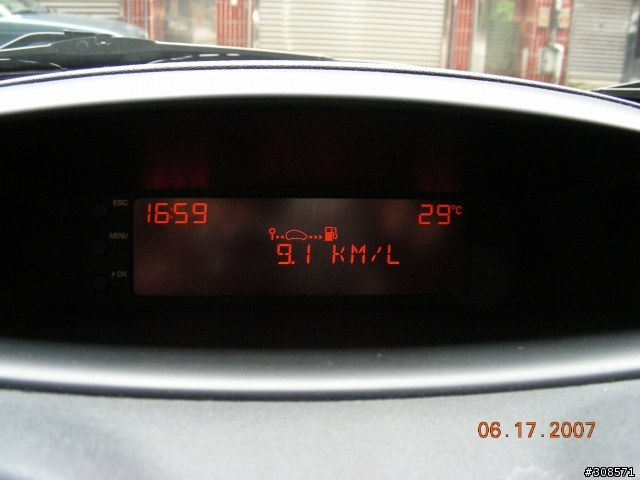 ESC
16:59
29°C
MENU
9.1 KM/L
▸OK
06.17.2007
#308571